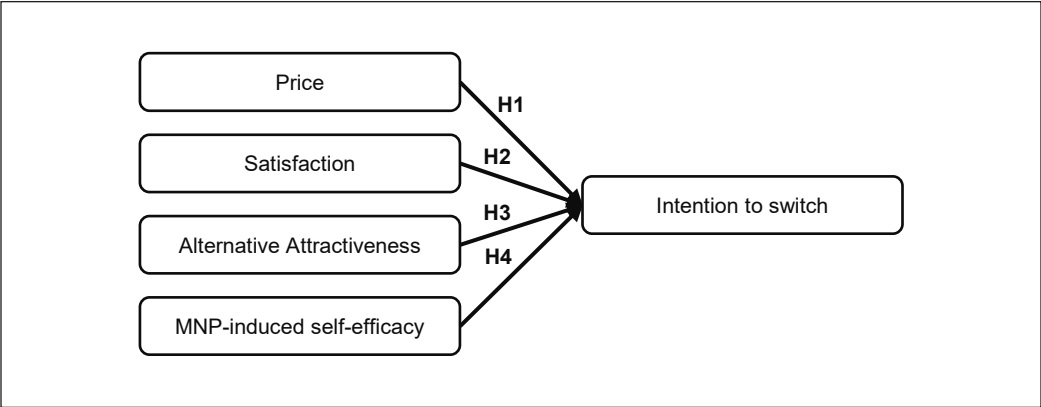 Price
H1
Satisfaction
H2
Intention to switch
H3
Alternative Attractiveness
H4
MNP-induced self-efficacy